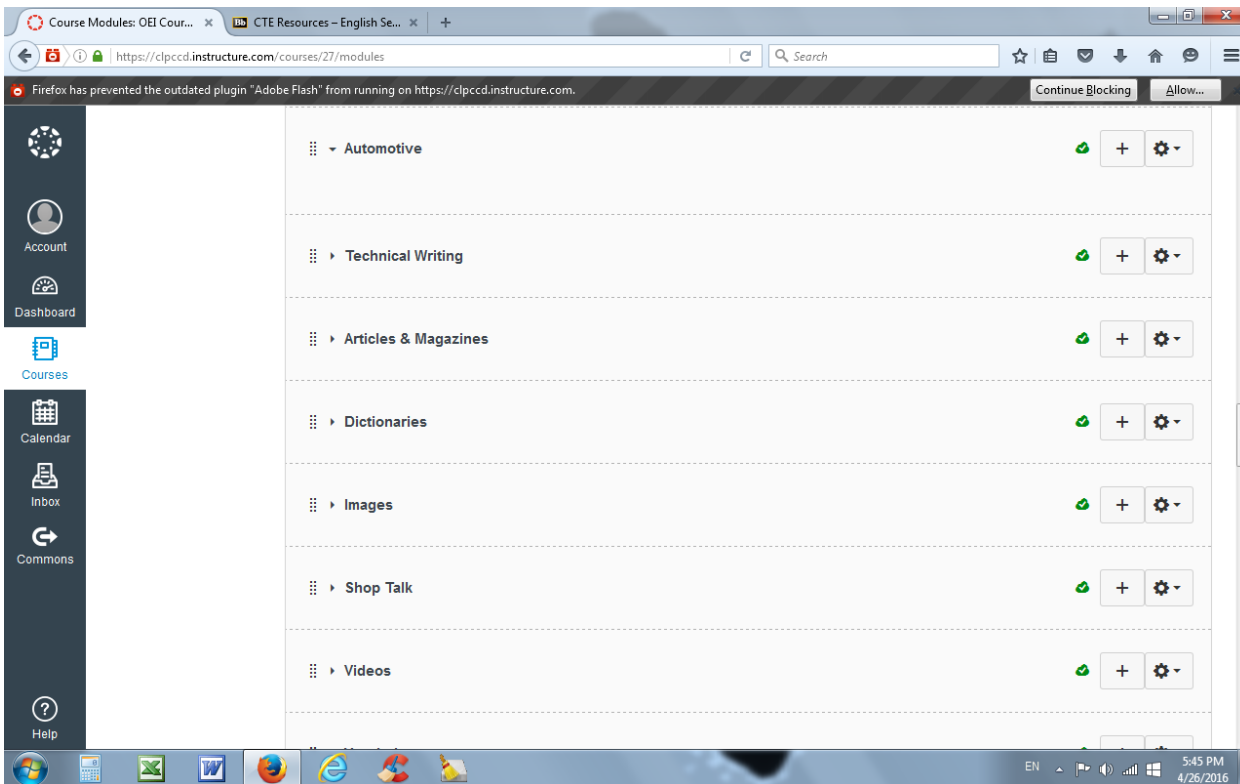 Course Modules: OEI Cour...
Bb CTE Resources – English Se...
https://clpccd.instructure.com/courses/27/modules
Search
Firefox has prevented the outdated plugin "Adobe Flash" from running on https://clpccd.instructure.com.
Continue Blocking
Allow...
Account
Dashboard
Courses
Calendar
Inbox
Commons
Help
Automotive
Technical Writing
Articles & Magazines
Dictionaries
Images
Shop Talk
Videos
EN
5:45 PM
4/26/2016